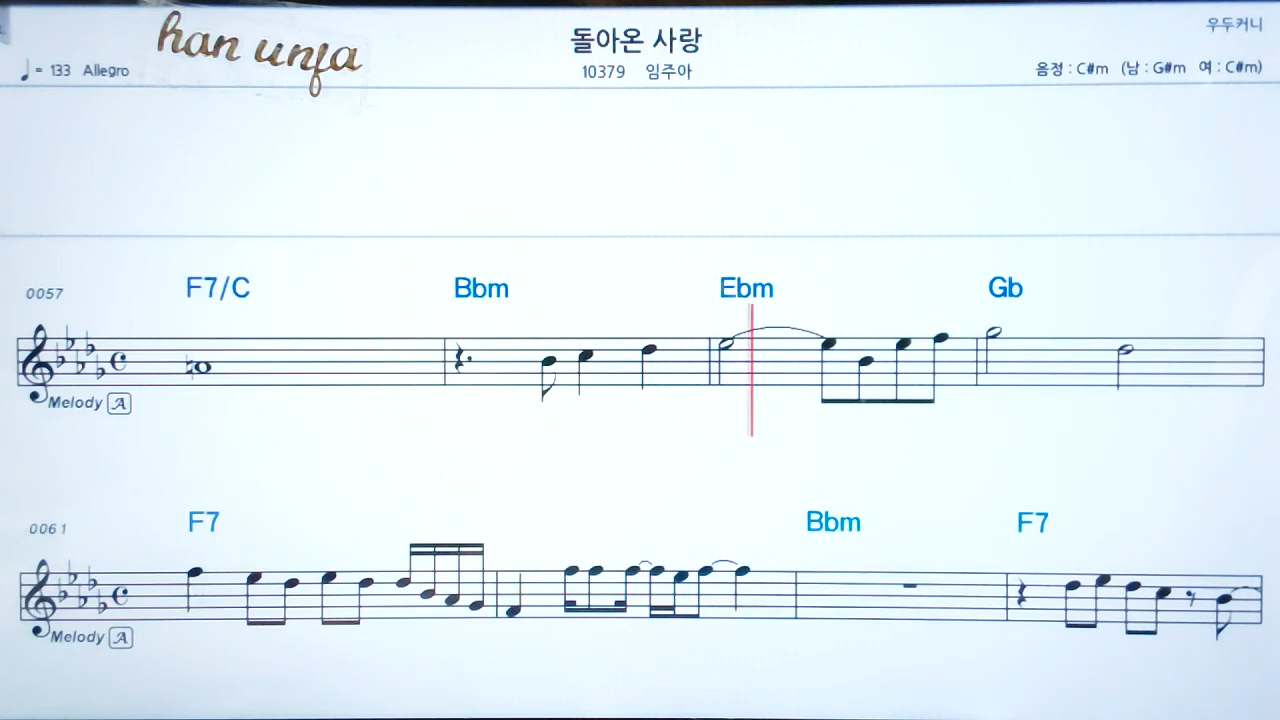 han unja
돌아온 사랑
우두커니
♩= 133 Allegro
10379 임주아
음정 : C#m (남 : G#m 여 : C#m)
0057 F7/C Bbm Ebm Gb
Melody A
0061 F7 Bbm F7
Melody A